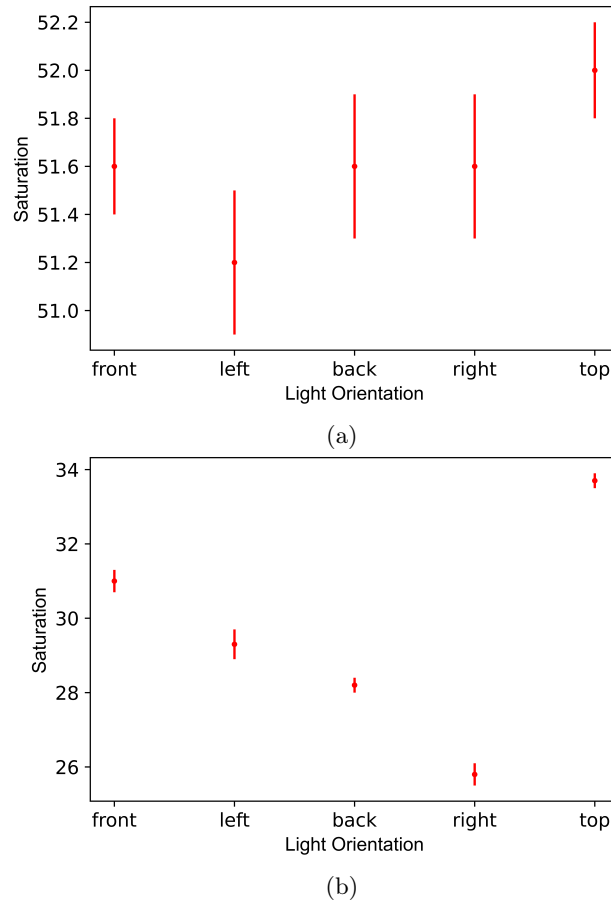 52.2
52.0
51.8
51.6
51.4
51.2
51.0
Saturation
front left back right top
Light Orientation
(a)
34
32
30
28
26
Saturation
front left back right top
Light Orientation
(b)